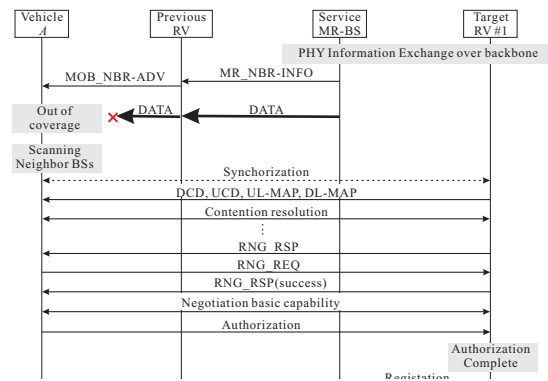 Vehicle
A
Previous
RV
Service
MR-BS
Target
RV #1
PHY Information Exchange over backbone
MOB_NBR-ADV
MR_NBR-INFO
Out of
coverage
DATA
DATA
Scanning
Neighbor BSs
Synchorization
DCD, UCD, UL-MAP, DL-MAP
Contention resolution
⋮
RNG_RSP
RNG_REQ
RNG_RSP(success)
Negotiation basic capability
Authorization
Authorization
Complete
Registation